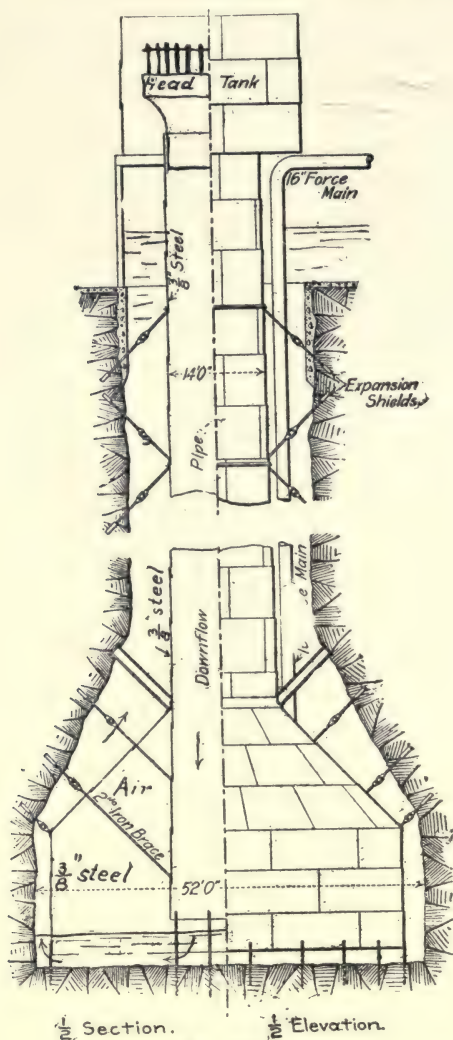 Head Tank
16" Force
Main
3/8" Steel
14'0"
Expansion
Shields
Pipe
3/8" steel
Downflow
Main
Air
2" Iron Brace
3/8" steel
52'0"
1/2 Section.
1/2 Elevation.